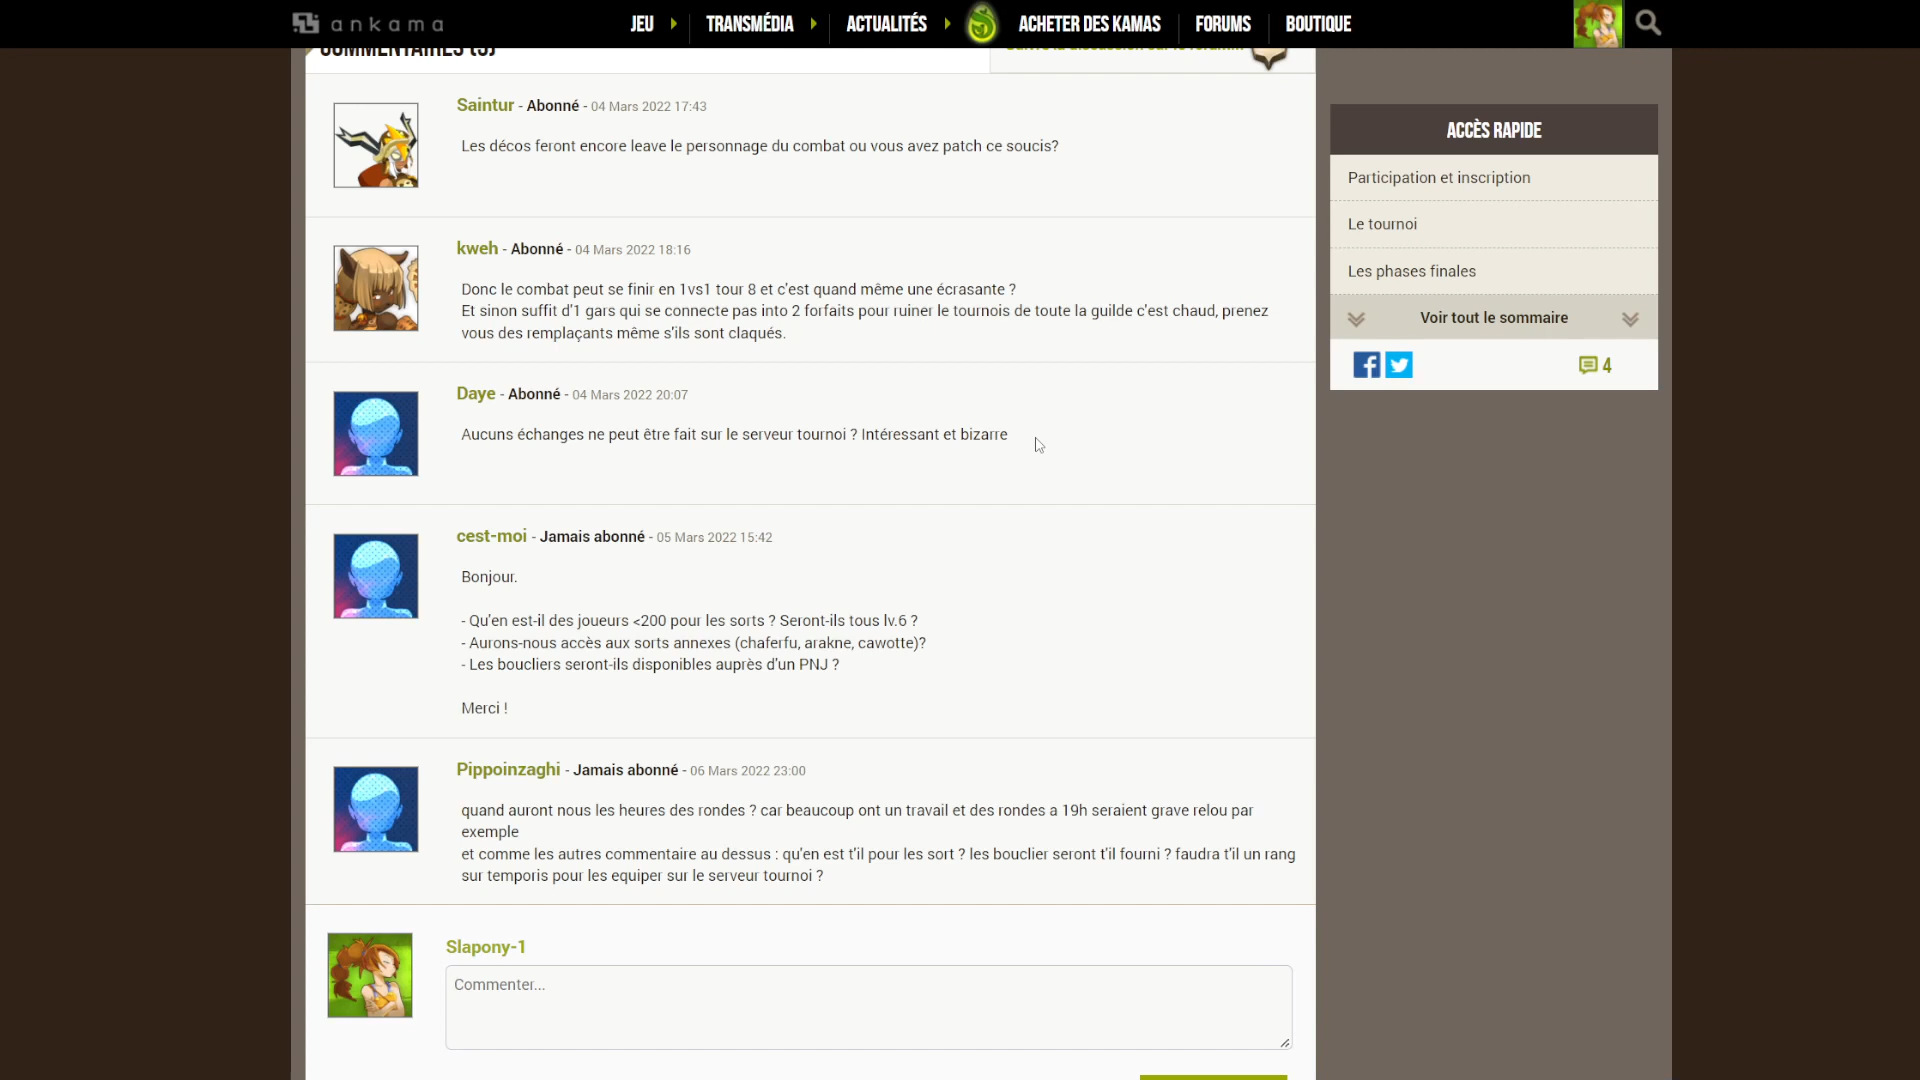 ankama
JEU
TRANSMÉDIA
ACTUALITÉS
ACHETER DES KAMAS
FORUMS
BOUTIQUE
COMMENTAIRES (5)
Saintur - Abonné - 04 Mars 2022 17:43
Les décos feront encore leave le personnage du combat ou vous avez patch ce soucis?
kweh - Abonné - 04 Mars 2022 18:16
Donc le combat peut se finir en 1vs1 tour 8 et c'est quand même une écrasante ?
Et sinon suffit d'1 gars qui se connecte pas into 2 forfaits pour ruiner le tournois de toute la guilde c'est chaud, prenez
vous des remplaçants même s'ils sont claqués.
Daye - Abonné - 04 Mars 2022 20:07
Aucuns échanges ne peut être fait sur le serveur tournoi ? Intéressant et bizarre
cest-moi - Jamais abonné - 05 Mars 2022 15:42
Bonjour.
- Qu'en est-il des joueurs <200 pour les sorts ? Seront-ils tous lv.6 ?
- Aurons-nous accès aux sorts annexes (chaferfu, arakne, cawotte)?
- Les boucliers seront-ils disponibles auprès d'un PNJ ?
Merci !
Pippoinzaghi - Jamais abonné - 06 Mars 2022 23:00
quand auront nous les heures des rondes ? car beaucoup ont un travail et des rondes a 19h seraient grave relou par
exemple
et comme les autres commentaire au dessus : qu'en est t'il pour les sort ? les bouclier seront t'il fourni ? faudra t'il un rang
sur temporis pour les equiper sur le serveur tournoi ?
Slapony-1
Commenter...
ACCÈS RAPIDE
Participation et inscription
Le tournoi
Les phases finales
Voir tout le sommaire
4